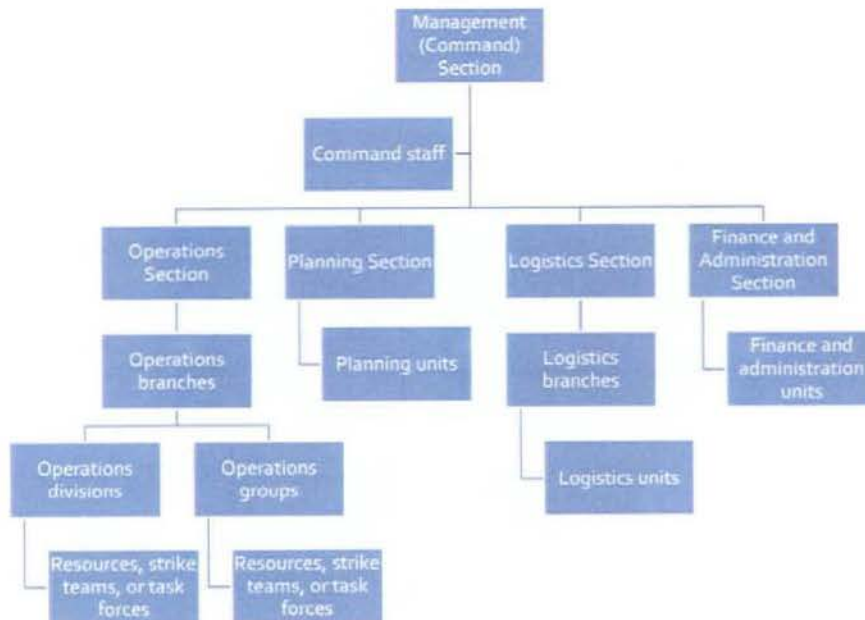 Management
(Command)
Section
Command staff
Operations
Section
Planning Section
Logistics Section
Finance and
Administration
Section
Operations
branches
Planning units
Logistics
branches
Finance and
administration
units
Operations
divisions
Operations
groups
Logistics units
Resources, strike
teams, or task
forces
Resources, strike
teams, or task
forces